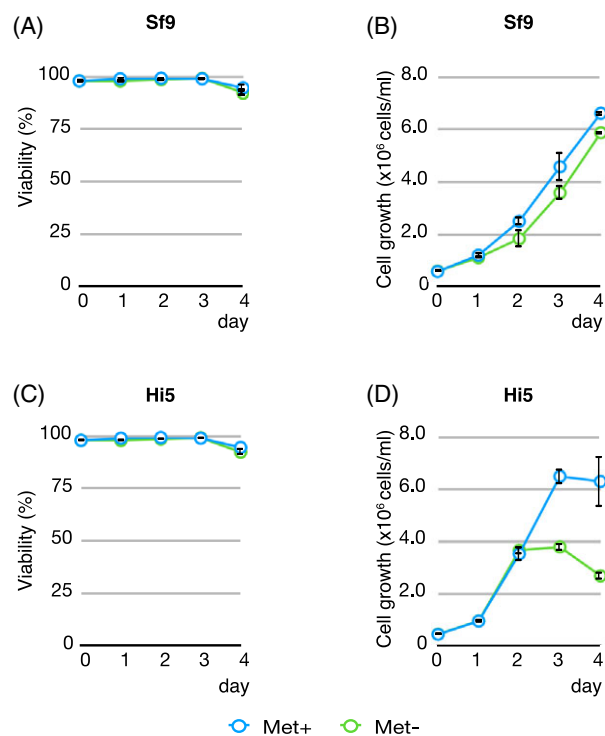 (A)
Sf9
Viability (%)
100
75
50
25
0
0 1 2 3 4
day
(B)
Sf9
Cell growth (x10⁶ cells/ml)
8.0
6.0
4.0
2.0
0
0 1 2 3 4
day
(C)
Hi5
Viability (%)
100
75
50
25
0
0 1 2 3 4
day
(D)
Hi5
Cell growth (x10⁶ cells/ml)
8.0
6.0
4.0
2.0
0
0 1 2 3 4
day
Met+ Met-